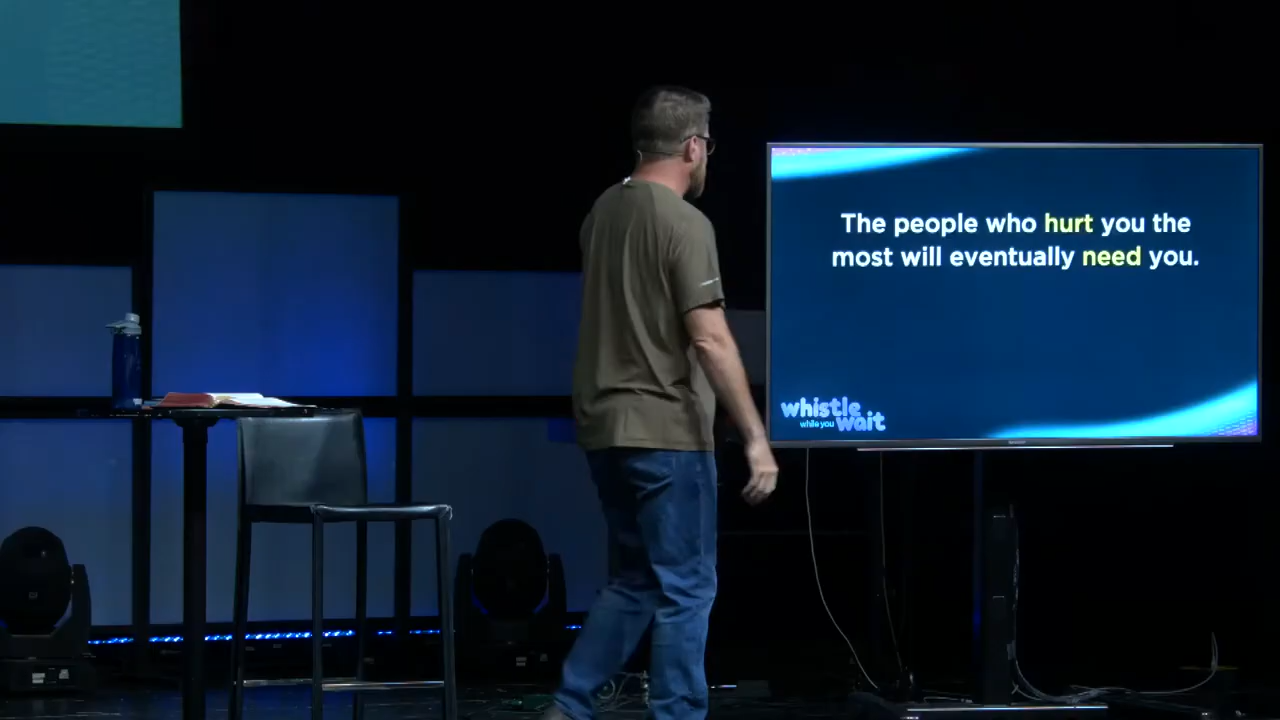 The people who hurt you the
most will eventually need you.
whistle
while you wait